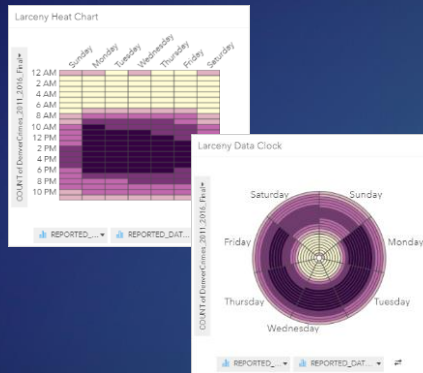 Larceny Heat Chart
COUNT of DenverCrimes_2011_2016_Final
Sunday
Monday
Tuesday
Wednesday
Thursday
Friday
Saturday
12 AM
2 AM
4 AM
6 AM
8 AM
10 AM
12 PM
2 PM
4 PM
6 PM
8 PM
10 PM
REPORTED_...
REPORTED_DAT...
Larceny Data Clock
COUNT of DenverCrimes_2011_2016_Final
Saturday
Sunday
Friday
Monday
Thursday
Tuesday
Wednesday
REPORTED_...
REPORTED_DAT...